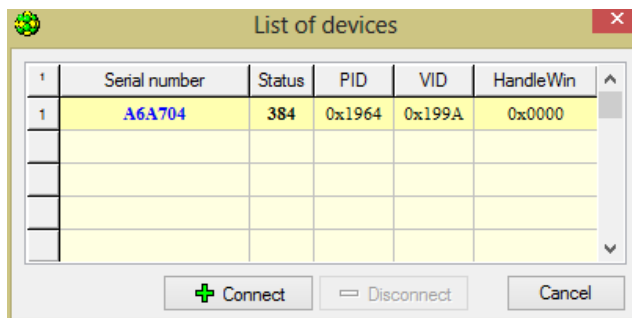 List of devices
1 Serial number Status PID VID HandleWin
1 A6A704 384 0x1964 0x199A 0x0000
Connect Disconnect Cancel